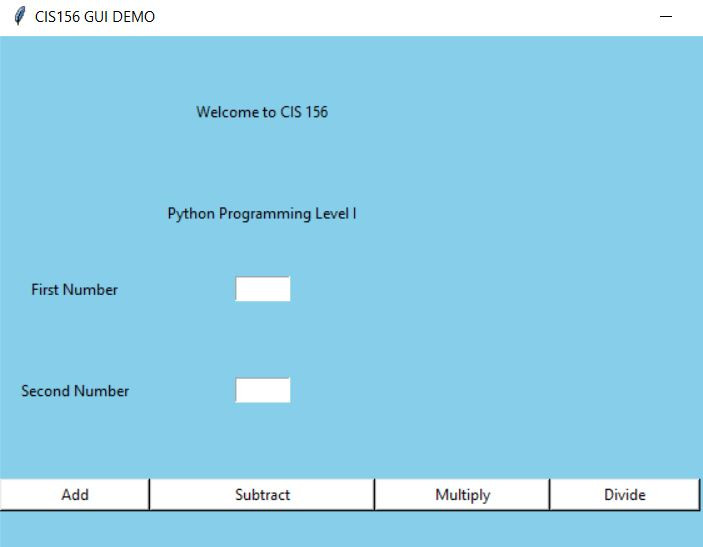 CIS156 GUI DEMO
Welcome to CIS 156
Python Programming Level I
First Number
Second Number
Add Subtract Multiply Divide